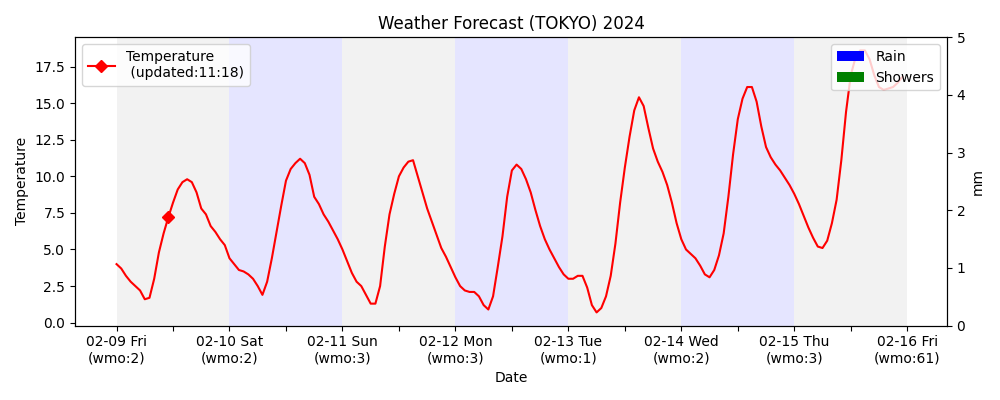 Weather Forecast (TOKYO) 2024
Temperature
(updated:11:18)
Rain
Showers
Temperature
17.5
15.0
12.5
10.0
7.5
5.0
2.5
0.0
5
4
3
2
1
0
mm
02-09 Fri 02-10 Sat 02-11 Sun 02-12 Mon 02-13 Tue 02-14 Wed 02-15 Thu 02-16 Fri
(wmo:2) (wmo:2) (wmo:3) (wmo:3) (wmo:1) (wmo:2) (wmo:3) (wmo:61)
Date